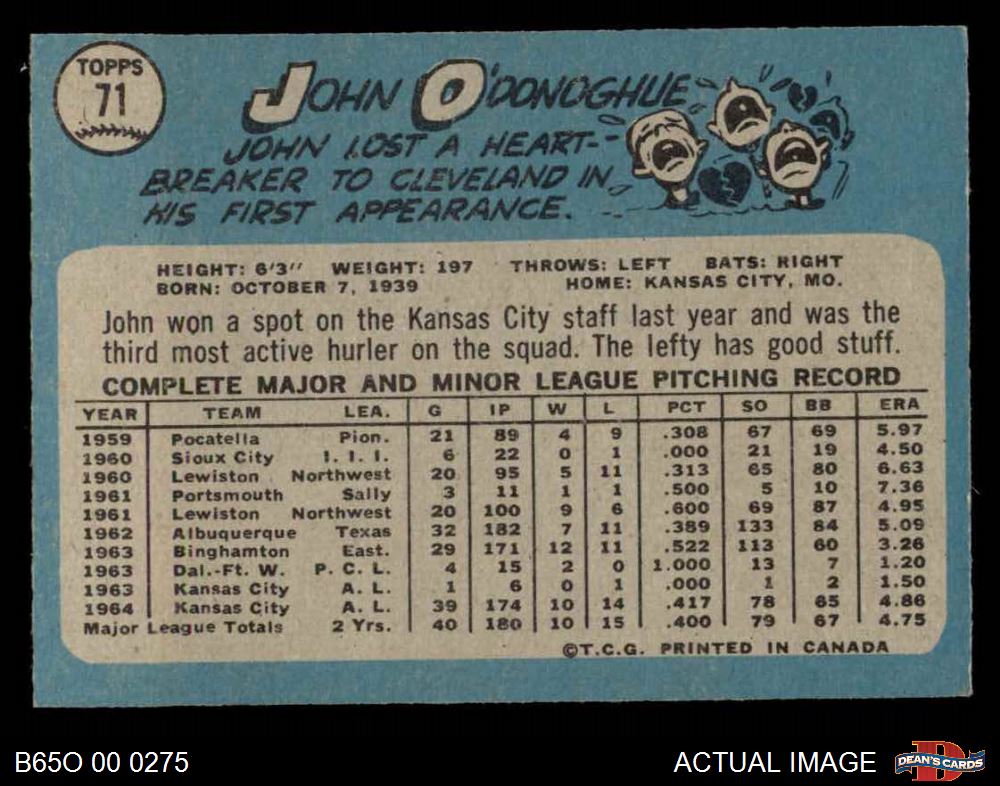 TOPPS
71
JOHN O'DONOGHUE
JOHN LOST A HEART-
BREAKER TO CLEVELAND IN
HIS FIRST APPEARANCE.
HEIGHT: 6'3" WEIGHT: 197 THROWS: LEFT BATS: RIGHT
BORN: OCTOBER 7, 1939 HOME: KANSAS CITY, MO.
John won a spot on the Kansas City staff last year and was the
third most active hurler on the squad. The lefty has good stuff.
COMPLETE MAJOR AND MINOR LEAGUE PITCHING RECORD
YEAR TEAM LEA. G IP W L PCT SO BB ERA
1959 Pocatella Pion. 21 89 4 9 .308 67 69 5.97
1960 Sioux City I. I. I. 6 22 0 1 .000 21 19 4.50
1960 Lewiston Northwest 20 95 5 11 .313 65 80 6.63
1961 Portsmouth Sally 3 11 1 1 .500 5 10 7.36
1961 Lewiston Northwest 20 100 9 6 .600 69 87 4.95
1962 Albuquerque Texas 32 182 7 11 .389 133 84 5.09
1963 Binghamton East. 29 171 12 11 .522 113 60 3.26
1963 Dal.-Ft. W. P. C. L. 4 15 2 0 1.000 13 7 1.20
1963 Kansas City A. L. 1 6 0 1 .000 1 2 1.50
1964 Kansas City A. L. 39 174 10 14 .417 78 65 4.86
Major League Totals 2 Yrs. 40 180 10 15 .400 79 67 4.75
©T.C.G. PRINTED IN CANADA
B65O 00 0275 ACTUAL IMAGE DEAN'S CARDS